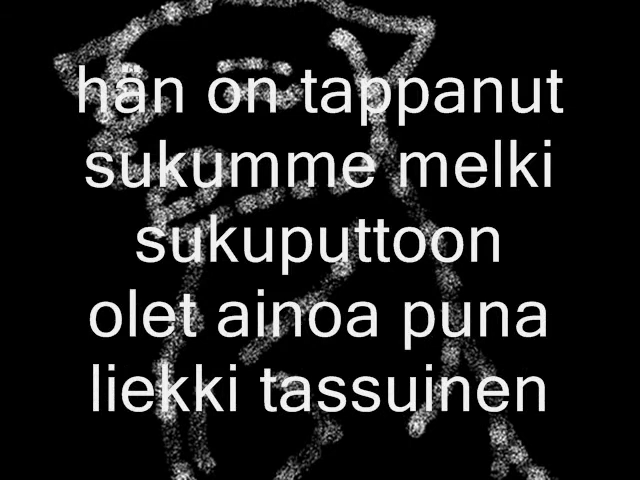 hän on tappanut
sukumme melki
sukuputtoon
olet ainoa puna
liekki tassuinen